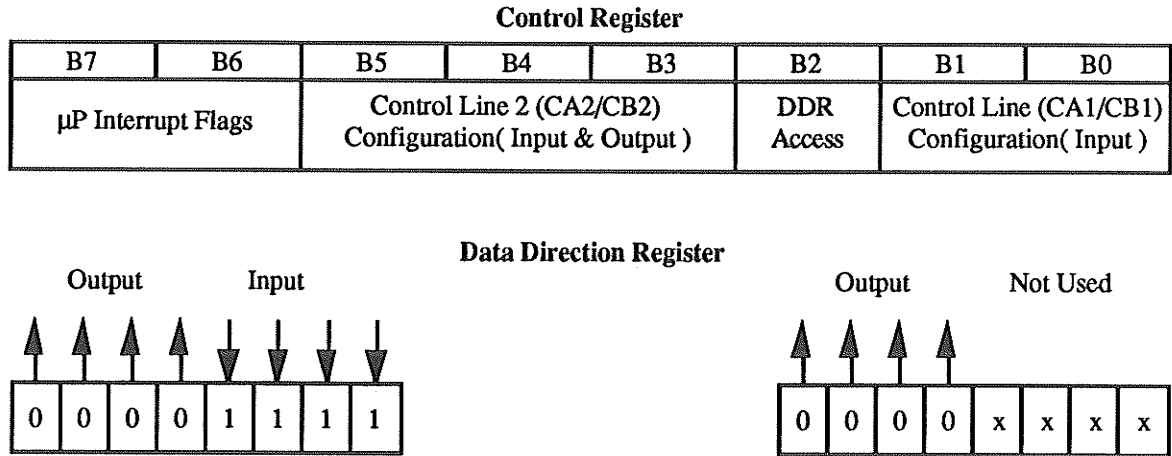 Control Register
B7 B6 B5 B4 B3 B2 B1 B0
µP Interrupt Flags
Control Line 2 (CA2/CB2)
Configuration( Input & Output )
DDR
Access
Control Line (CA1/CB1)
Configuration( Input )
Data Direction Register
Output Input
Output Not Used
0 0 0 0 1 1 1 1
0 0 0 0 x x x x